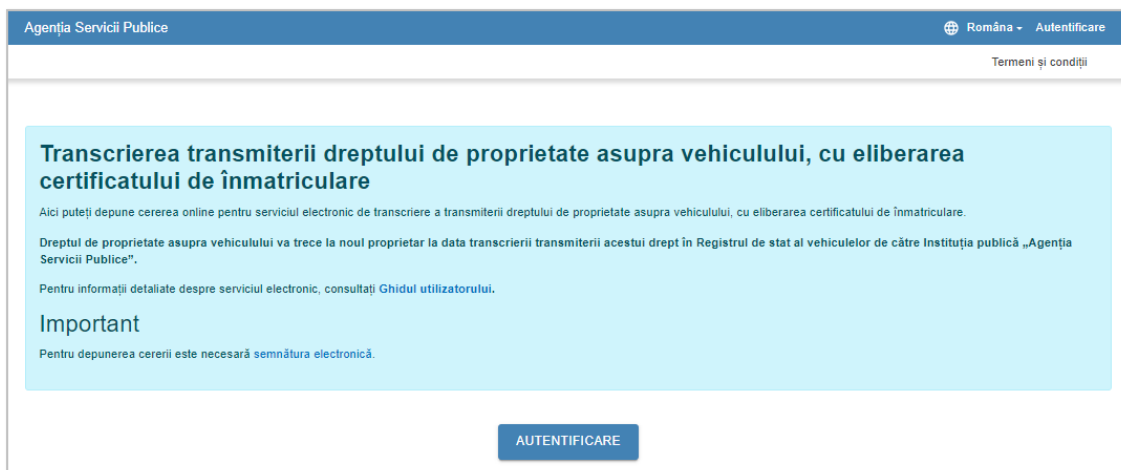 Agenția Servicii Publice
Româna Autentificare
Termeni și condiții
Transcrierea transmiterii dreptului de proprietate asupra vehiculului, cu eliberarea
certificatului de înmatriculare
Aici puteți depune cererea online pentru serviciul electronic de transcriere a transmiterii dreptului de proprietate asupra vehiculului, cu eliberarea certificatului de înmatriculare.
Dreptul de proprietate asupra vehiculului va trece la noul proprietar la data transcrierii transmiterii acestui drept în Registrul de stat al vehiculelor de către Instituția publică „Agenția
Servicii Publice”.
Pentru informații detaliate despre serviciul electronic, consultați Ghidul utilizatorului.
Important
Pentru depunerea cererii este necesară semnătura electronică.
AUTENTIFICARE